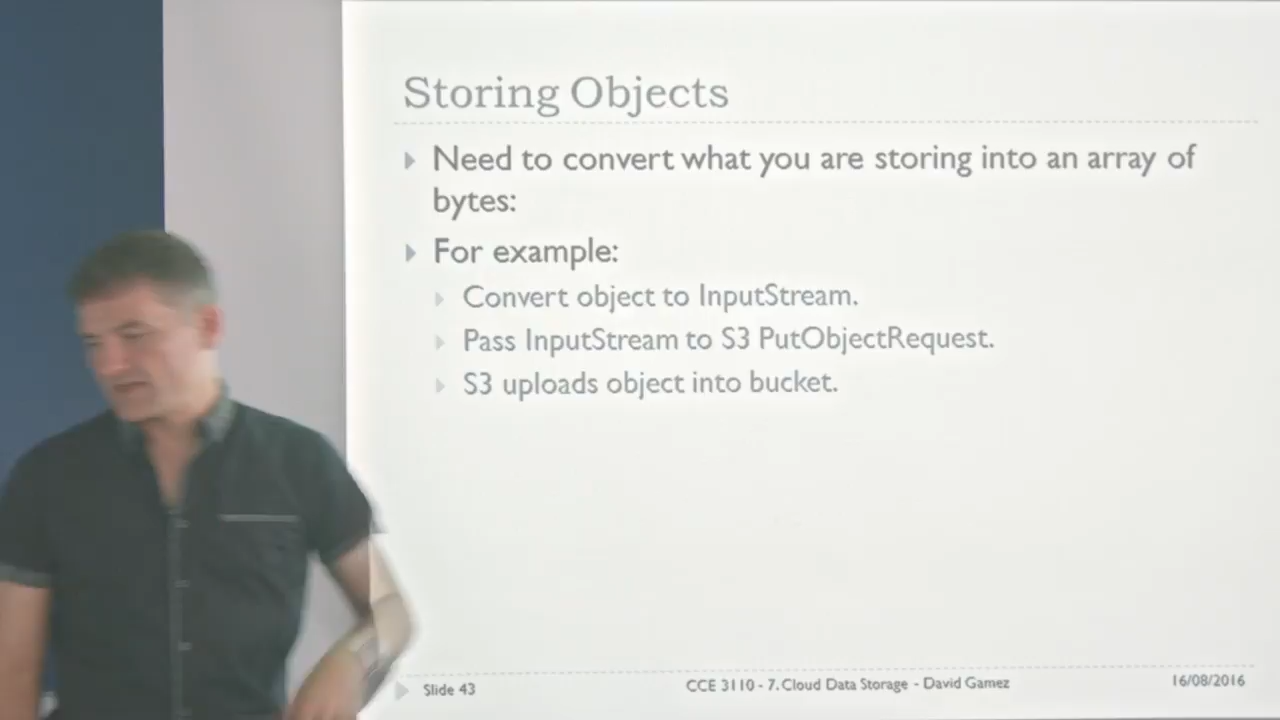 Storing Objects
Need to convert what you are storing into an array of
bytes:
For example:
Convert object to InputStream.
Pass InputStream to S3 PutObjectRequest.
S3 uploads object into bucket.
Slide 43
CCE 3110 - 7. Cloud Data Storage - David Gamez
16/08/2016